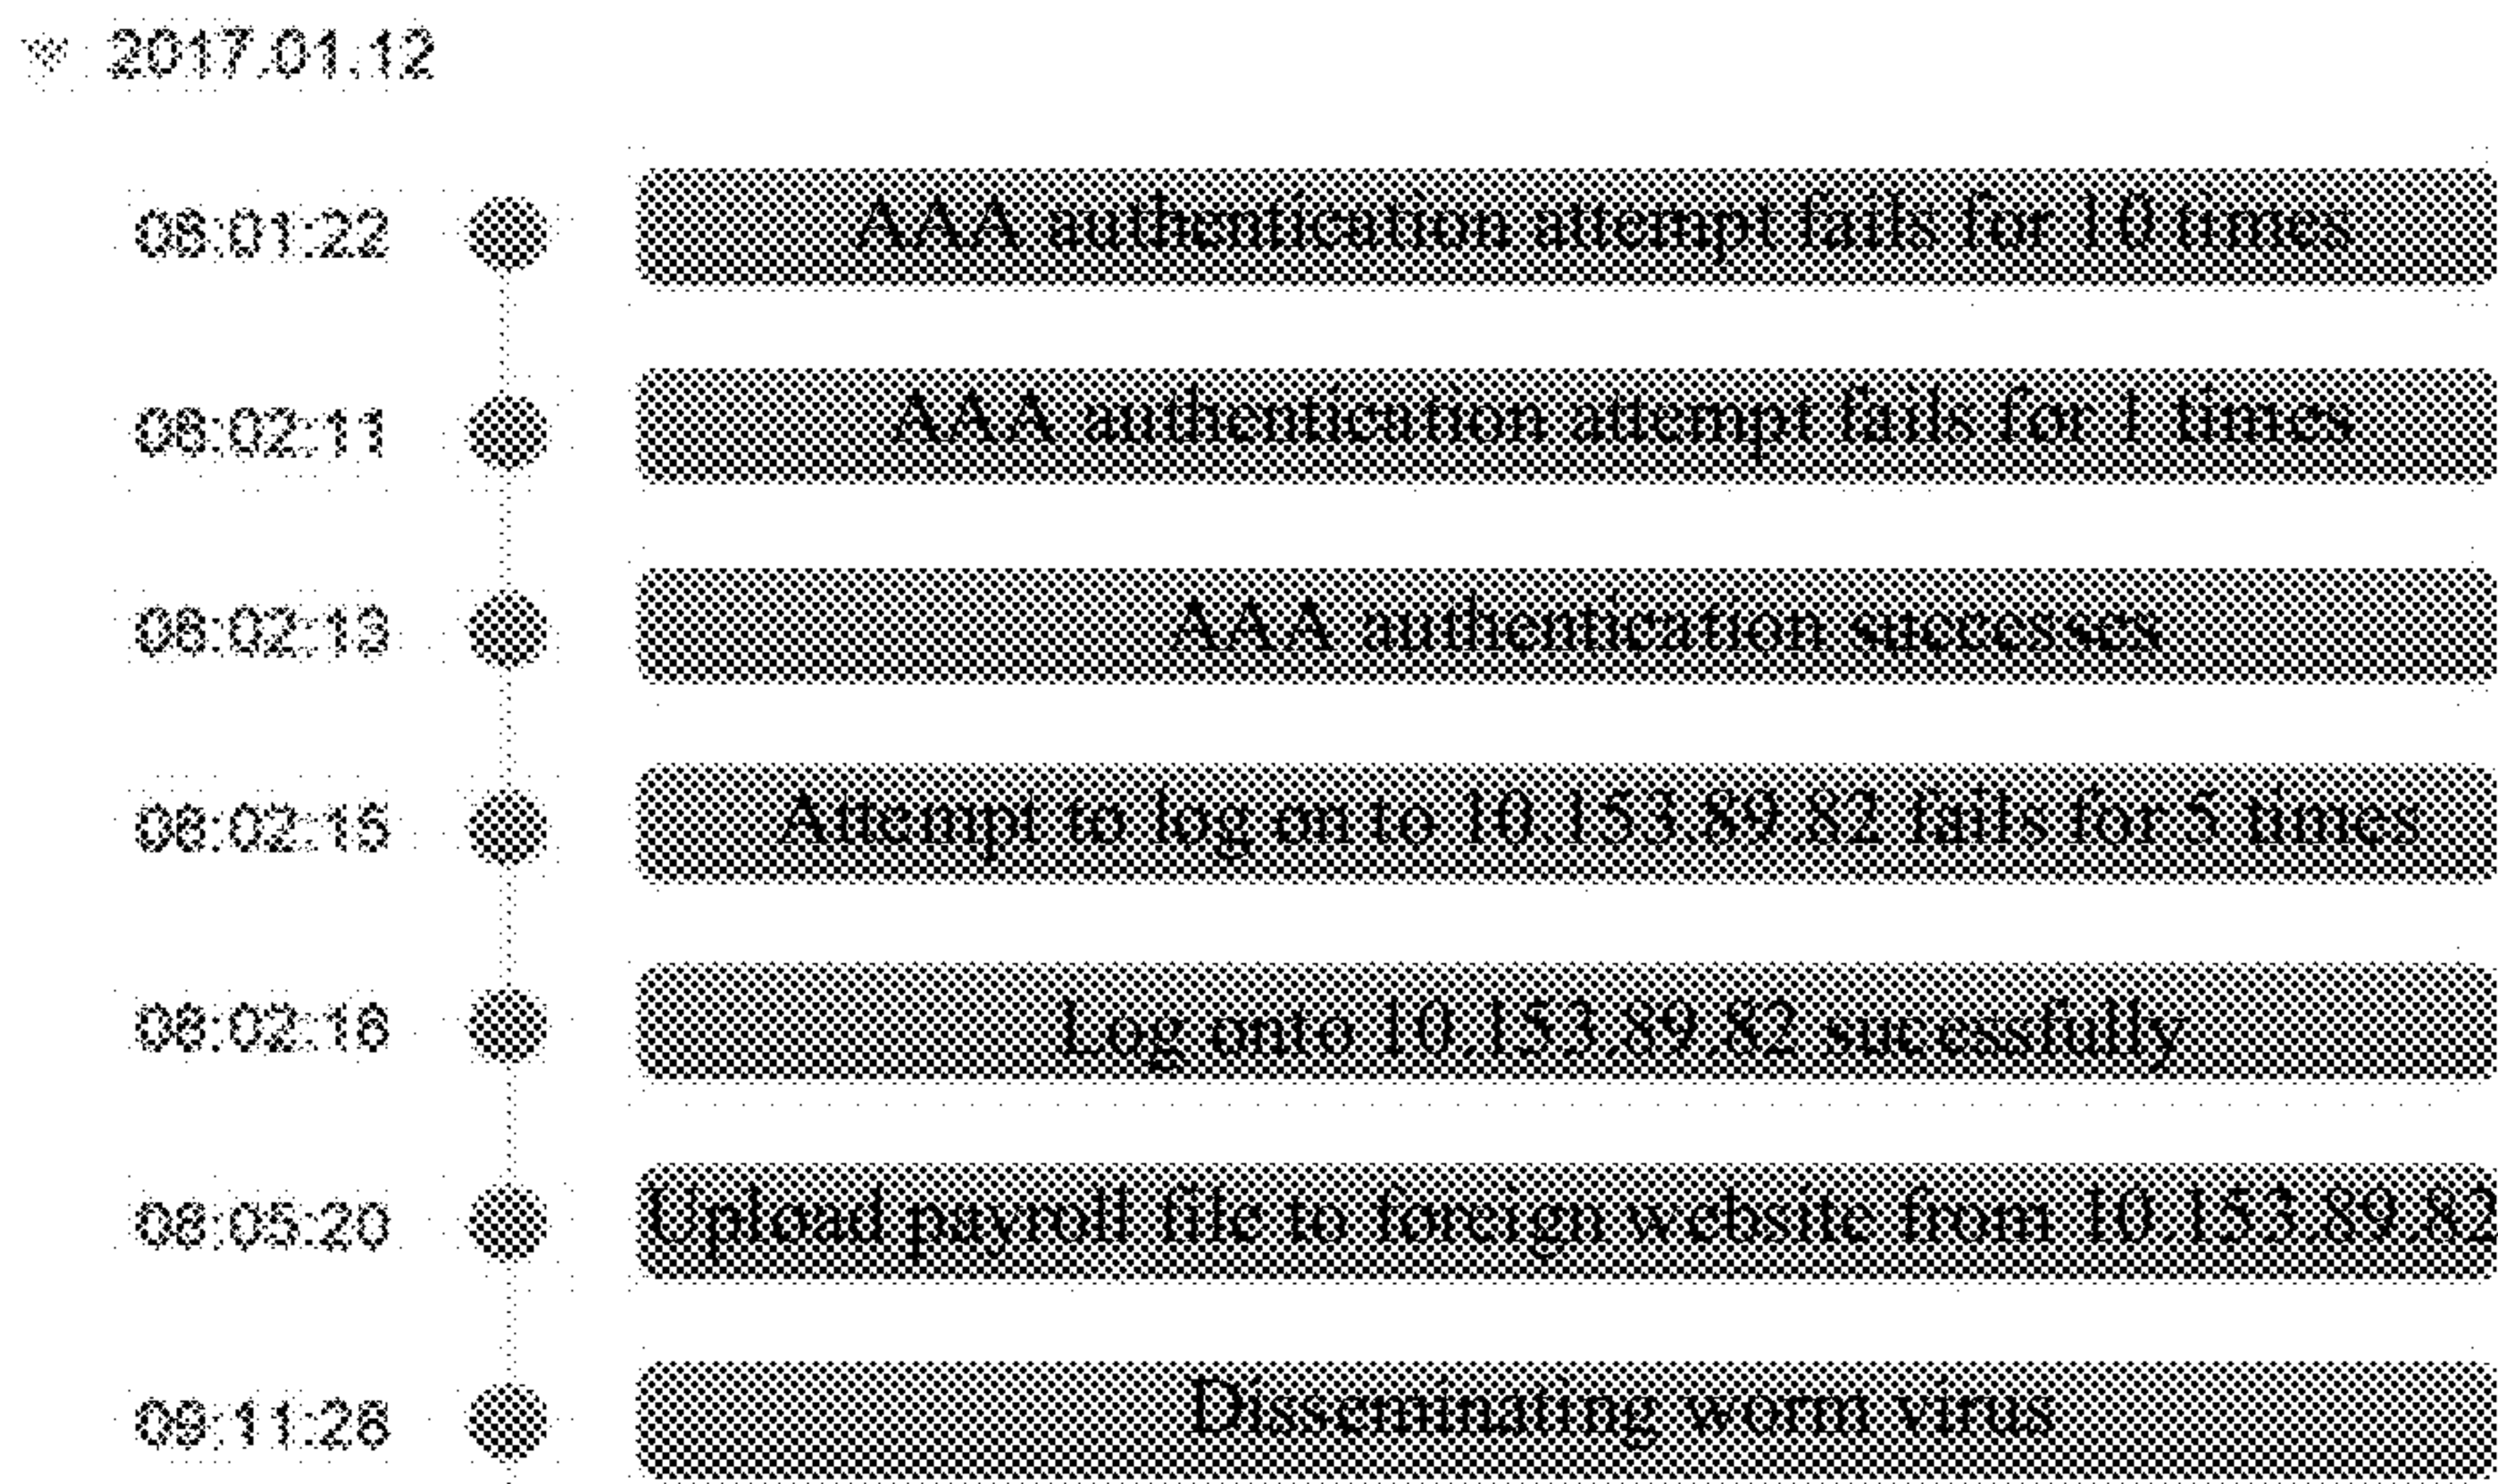 2017.01.12
08:01:22 AAA authentication attempt fails for 10 times
08:02:11 AAA authentication attempt fails for 1 times
08:02:13 AAA authentication successes
08:02:15 Attempt to log on to 10.153.89.82 fails for 5 times
08:02:16 Log onto 10.153.89.82 sucessfully
08:05:20 Upload payroll file to foreign website from 10.153.89.82
Disseminating worm virus